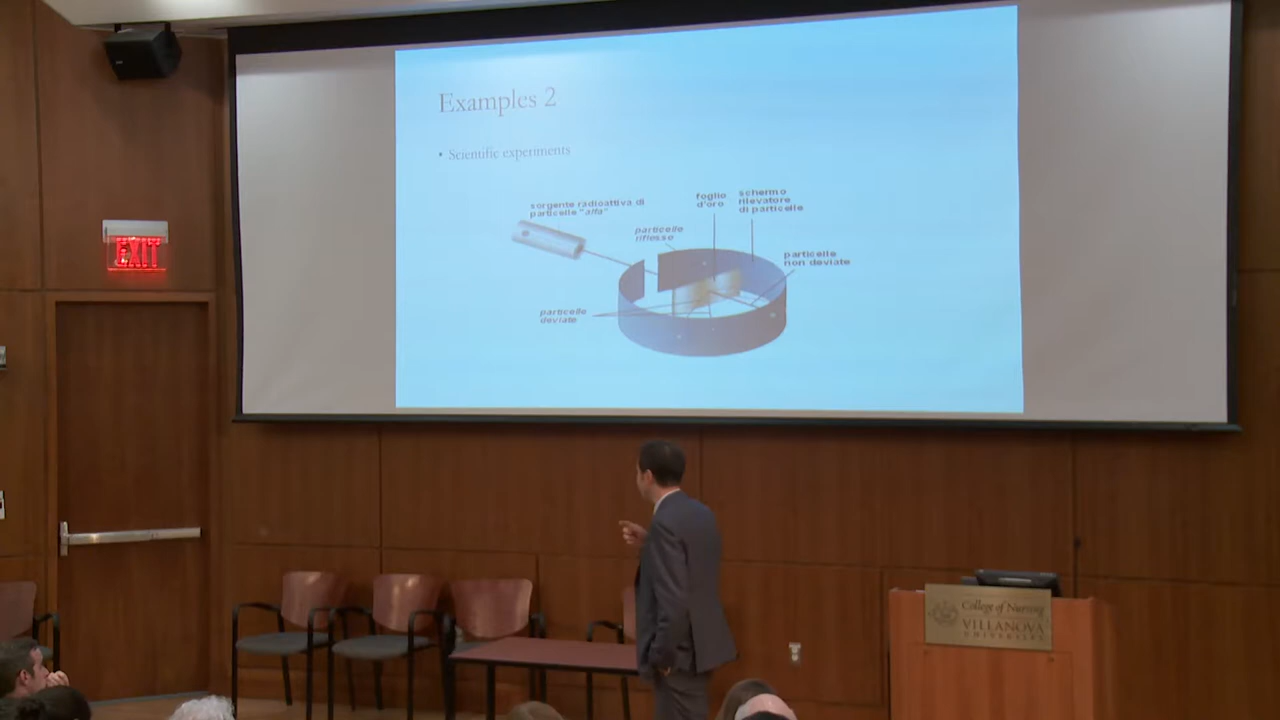 Examples 2
• Scientific experiments
sorgente radioattiva di
particelle "alfa"
particelle
riflesse
foglio
d'oro
schermo
rilevatore
di particelle
particelle
non deviate
particelle
deviate
EXIT
College of Nursing
VILLANOVA
UNIVERSITY